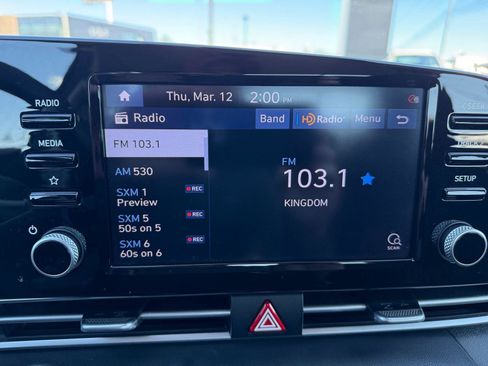 Thu, Mar. 12 2:00 PM
Radio Band HD Radio Menu
RADIO
MEDIA
FM 103.1
AM 530
SXM 1 REC
Preview
SXM 5 REC
50s on 5
SXM 6 REC
60s on 6
FM
103.1
KINGDOM
SCAN
SEEK
TRACK
SETUP